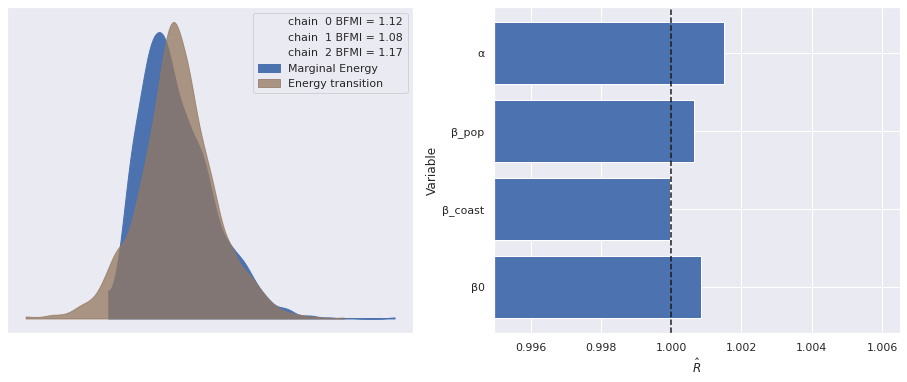 chain  0 BFMI = 1.12
chain  1 BFMI = 1.08
chain  2 BFMI = 1.17
Marginal Energy
Energy transition
Variable
α
β_pop
β_coast
β0
0.996 0.998 1.000 1.002 1.004 1.006
R̂